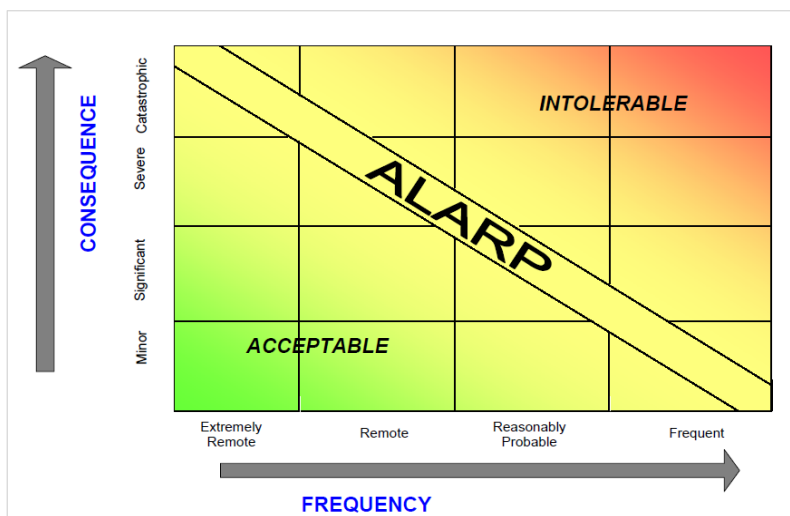 CONSEQUENCE
Catastrophic
Severe
Significant
Minor
INTOLERABLE
ALARP
ACCEPTABLE
Extremely
Remote
Remote
Reasonably
Probable
Frequent
FREQUENCY